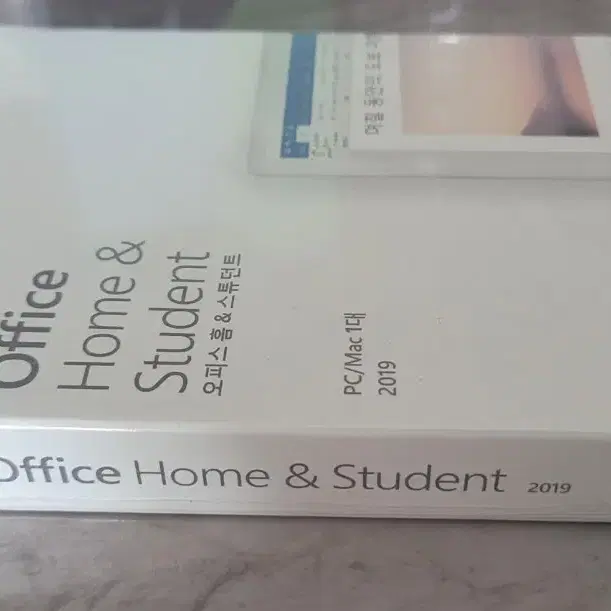 Office
Home &
Student
오피스 홈 & 스튜던트
PC/Mac 1대
2019
Office Home & Student 2019